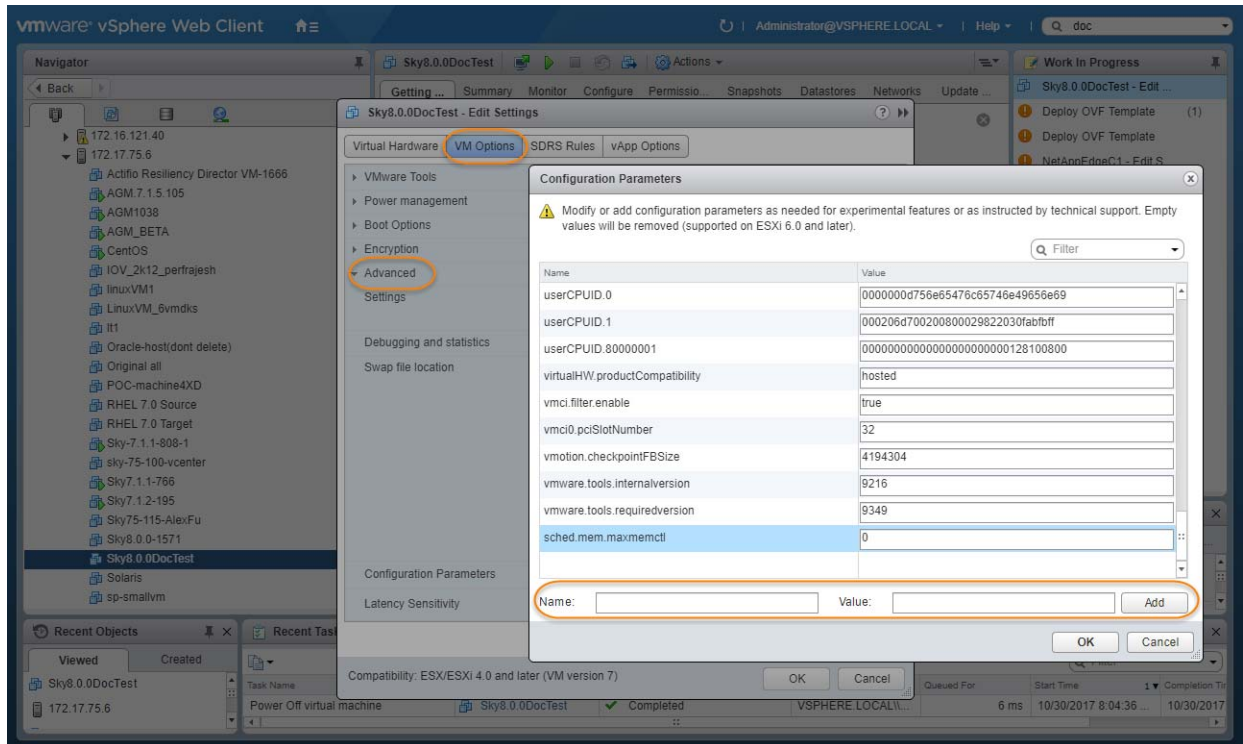 vmware® vSphere Web Client
Administrator@VSPHERE.LOCAL
Help
doc
Navigator
Back
172.16.121.40
172.17.75.6
Actifio Resiliency Director VM-1666
AGM.7.1.5.105
AGM1038
AGM_BETA
CentOS
IOV_2k12_perfrajesh
linuxVM1
LinuxVM_6vmdks
lt1
Oracle-host(dont delete)
Original all
POC-machine4XD
RHEL 7.0 Source
RHEL 7.0 Target
Sky-7.1.1-808-1
sky-75-100-vcenter
Sky7.1.1-766
Sky7.1.2-195
Sky75-115-AlexFu
Sky8.0.0-1571
Sky8.0.0DocTest
Solaris
sp-smallvm
Recent Objects
Viewed Created
Sky8.0.0DocTest
172.17.75.6
Sky8.0.0DocTest Actions
Getting ... Summary Monitor Configure Permissio... Snapshots Datastores Networks Update ...
Work In Progress
Sky8.0.0DocTest - Edit ...
Deploy OVF Template (1)
Deploy OVF Template
NetAppEdgeC1 - Edit S...
Sky8.0.0DocTest - Edit Settings
Virtual Hardware VM Options SDRS Rules vApp Options
VMware Tools
Power management
Boot Options
Encryption
Advanced
Settings
Debugging and statistics
Swap file location
Configuration Parameters
Latency Sensitivity
Compatibility: ESX/ESXi 4.0 and later (VM version 7)
OK Cancel
Configuration Parameters
Modify or add configuration parameters as needed for experimental features or as instructed by technical support. Empty
values will be removed (supported on ESXi 6.0 and later).
Filter
Name Value
userCPUID.0 0000000d756e65476c65746e49656e69
userCPUID.1 000206d700200800029822030fabfbff
userCPUID.80000001 00000000000000000000000128100800
virtualHW.productCompatibility hosted
vmci.filter.enable true
vmci0.pciSlotNumber 32
vmotion.checkpointFBSize 4194304
vmware.tools.internalversion 9216
vmware.tools.requiredversion 9349
sched.mem.maxmemctl 0
Name: Value: Add
OK Cancel
Recent Task
Filter
Task Name Queued For Start Time 1 Completion Tir
Power Off virtual machine Sky8.0.0DocTest Completed VSPHERE.LOCAL\\... 6 ms 10/30/2017 8:04:36 ... 10/30/2017